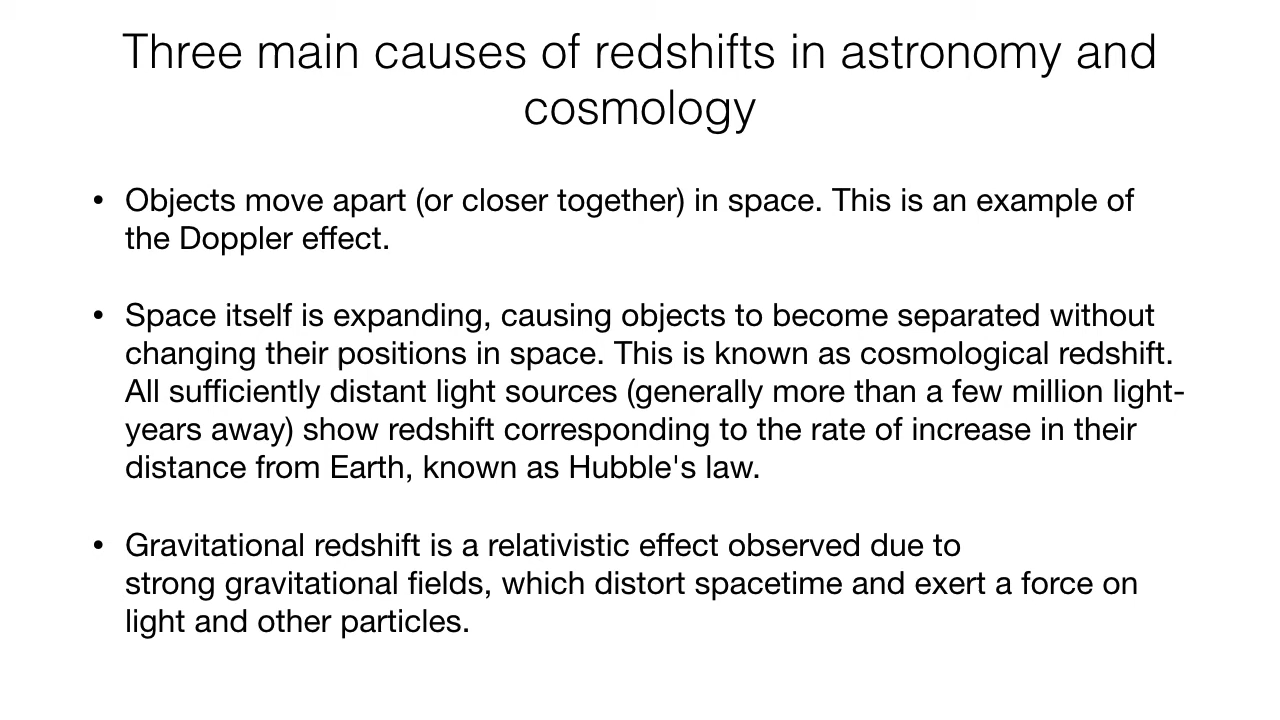 Three main causes of redshifts in astronomy and
cosmology
• Objects move apart (or closer together) in space. This is an example of
the Doppler effect.
• Space itself is expanding, causing objects to become separated without
changing their positions in space. This is known as cosmological redshift.
All sufficiently distant light sources (generally more than a few million light-
years away) show redshift corresponding to the rate of increase in their
distance from Earth, known as Hubble's law.
• Gravitational redshift is a relativistic effect observed due to
strong gravitational fields, which distort spacetime and exert a force on
light and other particles.